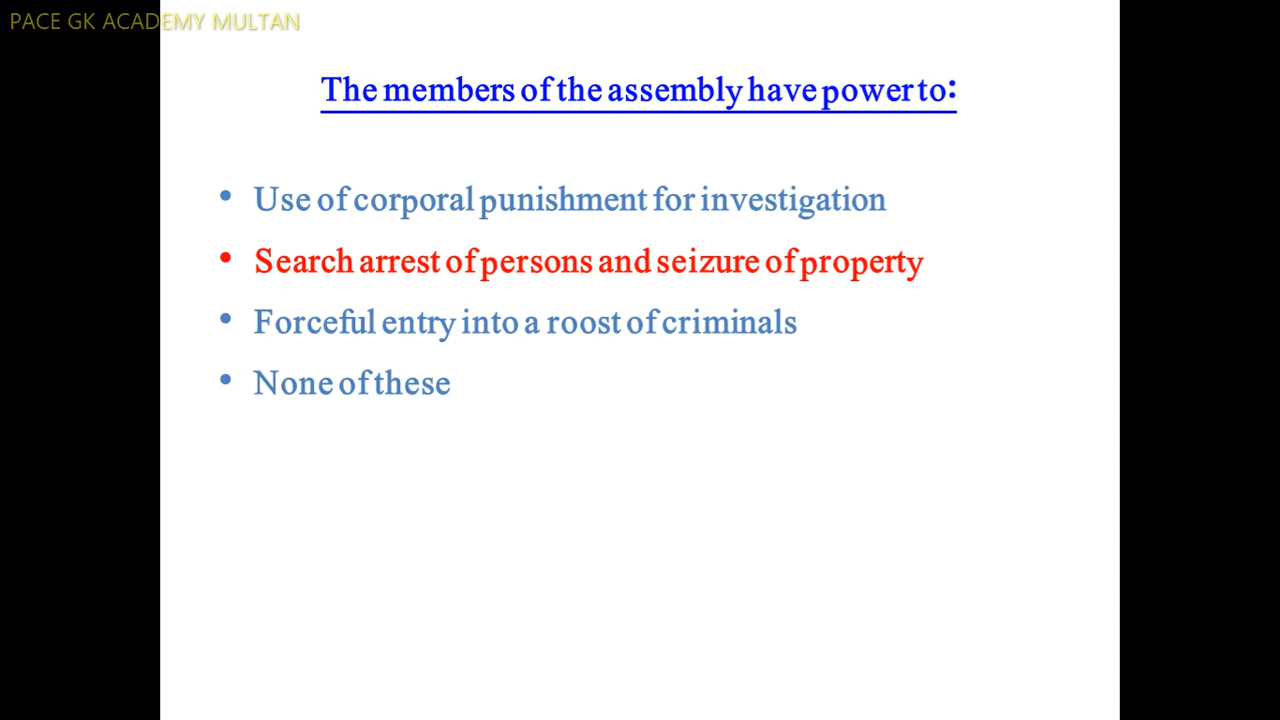 PACE GK ACADEMY MULTAN
The members of the assembly have power to:
• Use of corporal punishment for investigation
• Search arrest of persons and seizure of property
• Forceful entry into a roost of criminals
• None of these